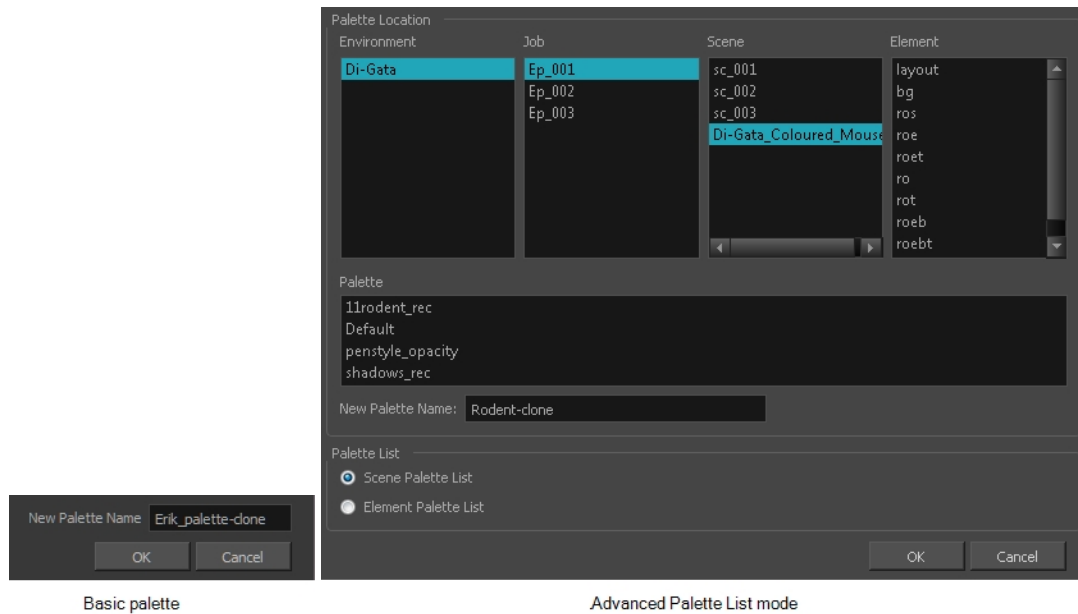 Palette Location
Environment
Job
Scene
Element
Di-Gata
Ep_001
Ep_002
Ep_003
sc_001
sc_002
sc_003
Di-Gata_Coloured_Mouse
layout
bg
ros
roe
roet
ro
rot
roeb
roebt
Palette
11rodent_rec
Default
penstyle_opacity
shadows_rec
New Palette Name: Rodent-clone
Palette List
Scene Palette List
Element Palette List
OK Cancel
New Palette Name Erik_palette-clone
OK Cancel
Basic palette
Advanced Palette List mode